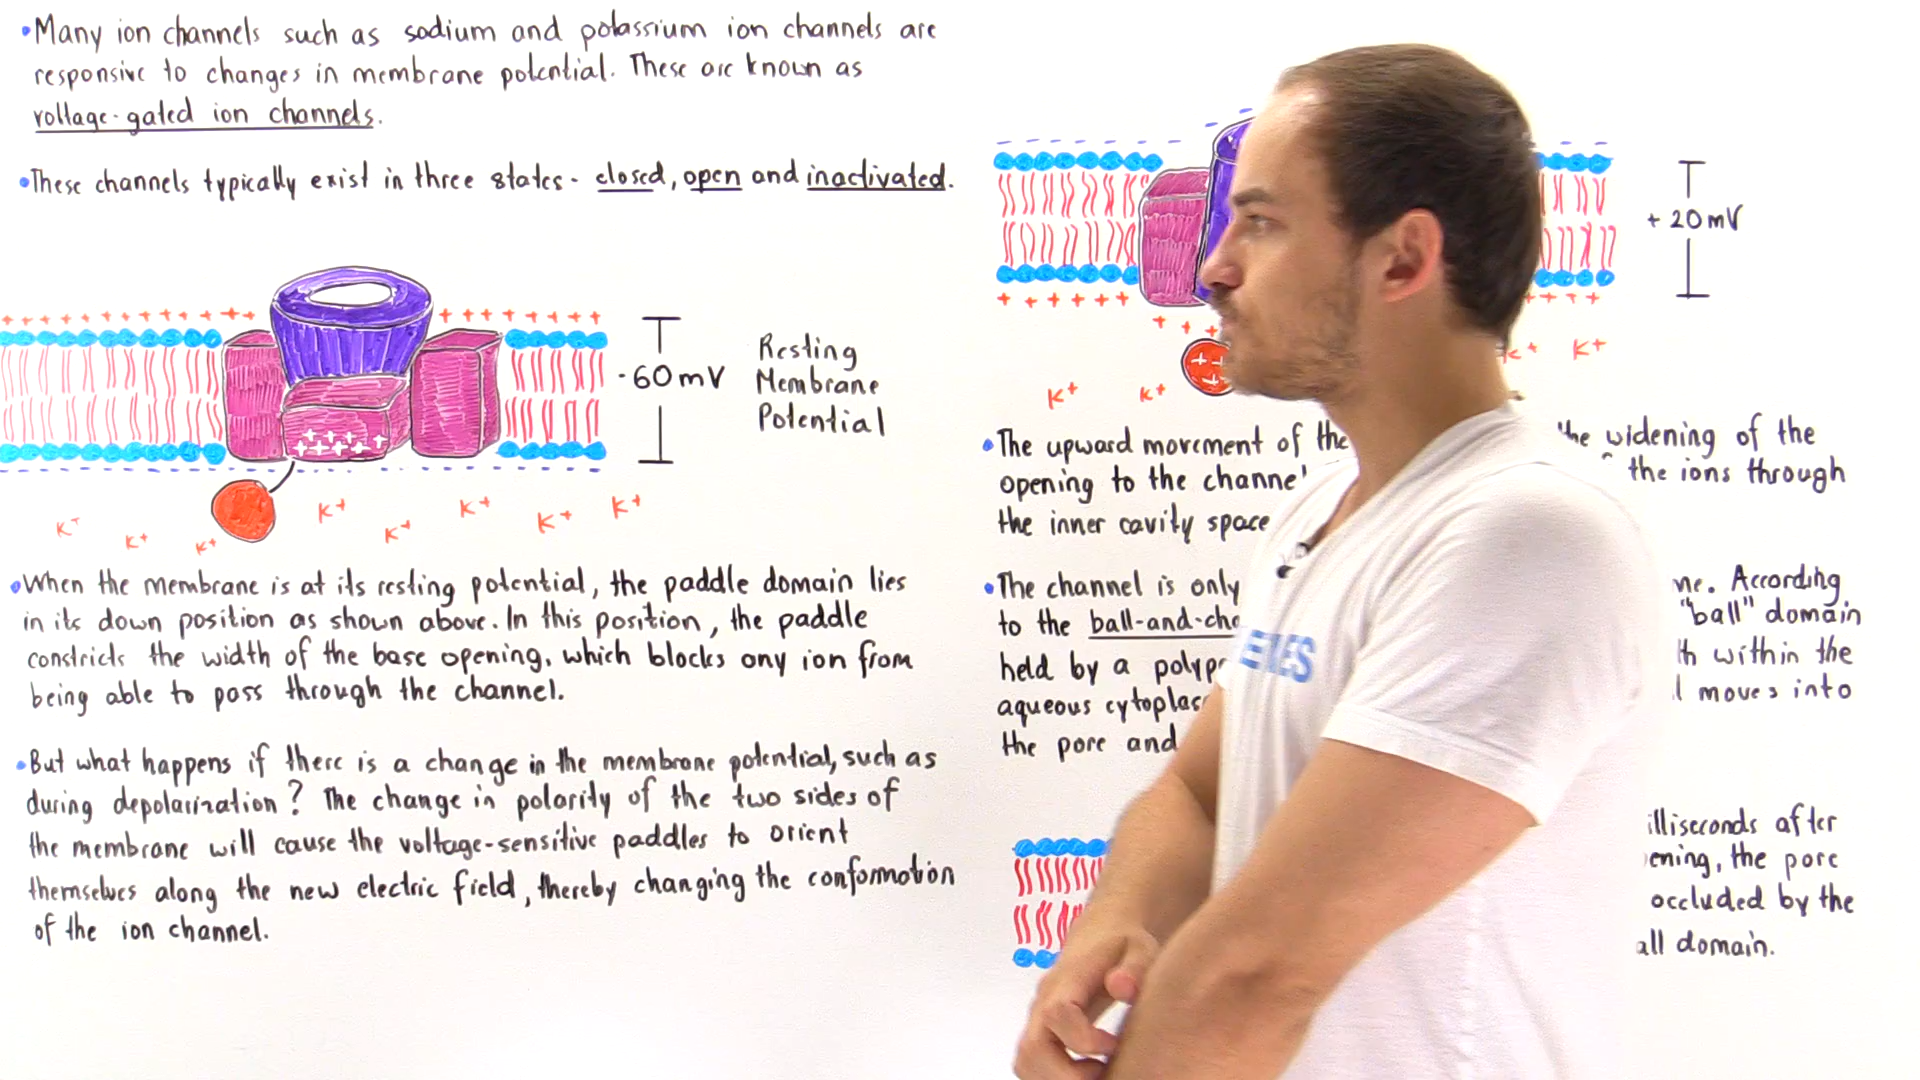 •Many ion channels such as sodium and potassium ion channels are
responsive to changes in membrane potential. These are known as
voltage-gated ion channels.
•These channels typically exist in three states - closed, open and inactivated.
-60mV
Resting
Membrane
Potential
K+ K+ K+ K+ K+ K+ K+ K+
•When the membrane is at its resting potential, the paddle domain lies
in its down position as shown above. In this position, the paddle
constricts the width of the base opening, which blocks any ion from
being able to pass through the channel.
•But what happens if there is a change in the membrane potential, such as
during depolarization? The change in polarity of the two sides of
the membrane will cause the voltage-sensitive paddles to orient
themselves along the new electric field, thereby changing the conformation
of the ion channel.
+20mV
K+ K+ K+ K+
•The upward movement of the the widening of the
opening to the channel the ions through
the inner cavity space
•The channel is only According
to the "ball" domain
held by a within the
aqueous moves into
the pore and
after
the pore
occluded by the
domain.